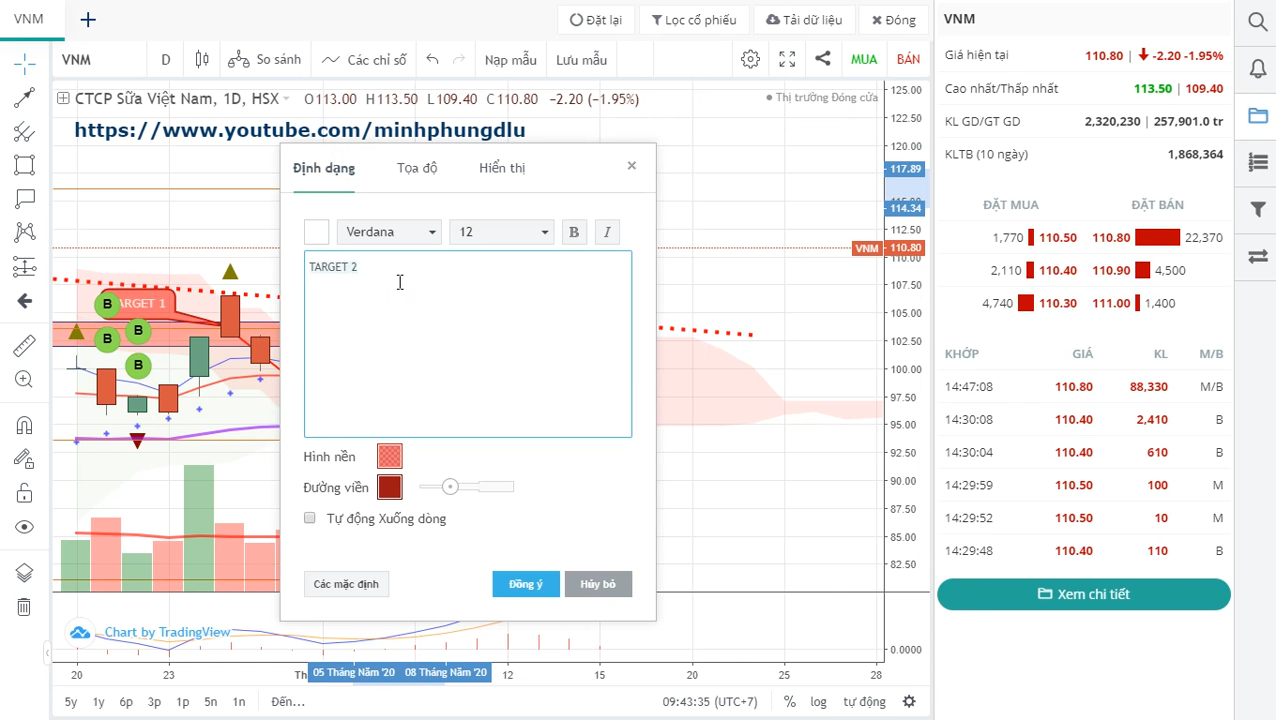 VNM
Đặt lại
Lọc cổ phiếu
Tải dữ liệu
Đóng
VNM
D
So sánh
Các chỉ số
Nạp mẫu
Lưu mẫu
MUA
BÁN
CTCP Sữa Việt Nam, 1D, HSX
O113.00 H113.50 L109.40 C110.80 −2.20 (−1.95%)
Thị trường Đóng cửa
https://www.youtube.com/minhphungdlu
Định dạng
Tọa độ
Hiển thị
×
Verdana
12
B
I
TARGET 2
Hình nền
Đường viền
Tự động Xuống dòng
Các mặc định
Đồng ý
Hủy bỏ
ARGET 1
B
B
B
B
125.00
122.50
120.00
117.89
114.34
112.50
VNM 110.80
110.00
107.50
105.00
102.50
100.00
97.50
95.00
92.50
90.00
87.50
85.00
82.50
0.0000
Chart by TradingView
20
23
Th
05 Tháng Năm '20
08 Tháng Năm '20
12
15
20
25
28
5y 1y 6p 3p 1p 5n 1n Đến...
09:43:35 (UTC+7)
% log tự động
VNM
Giá hiện tại 110.80 | -2.20 -1.95%
Cao nhất/Thấp nhất 113.50 | 109.40
KL GD/GT GD 2,320,230 | 257,901.0 tr
KLTB (10 ngày) 1,868,364
ĐẶT MUA ĐẶT BÁN
1,770 110.50 110.80 22,370
2,110 110.40 110.90 4,500
4,740 110.30 111.00 1,400
KHỚP GIÁ KL M/B
14:47:08 110.80 88,330 M/B
14:30:08 110.40 2,410 B
14:30:04 110.40 610 B
14:29:59 110.50 100 M
14:29:52 110.50 10 M
14:29:48 110.40 110 B
Xem chi tiết